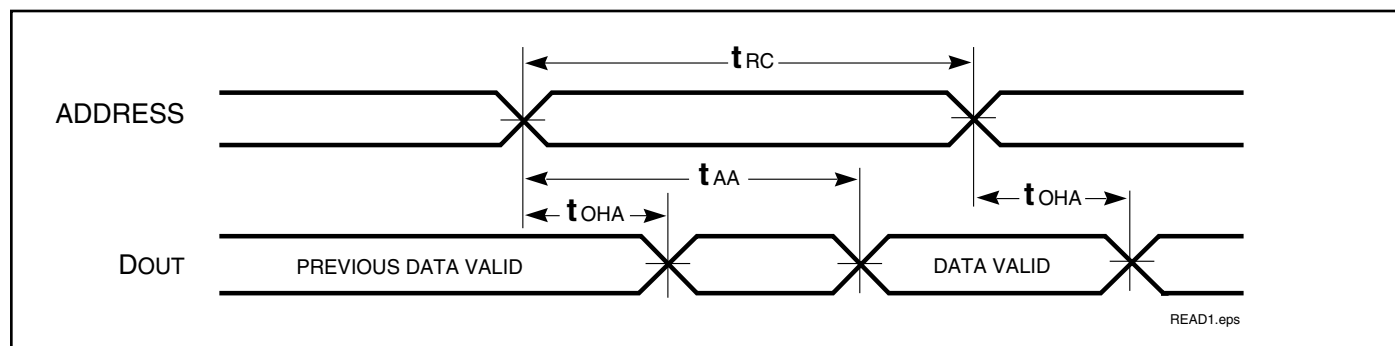 tRC
ADDRESS
tAA
tOHA
tOHA
DOUT
PREVIOUS DATA VALID
DATA VALID
READ1.eps